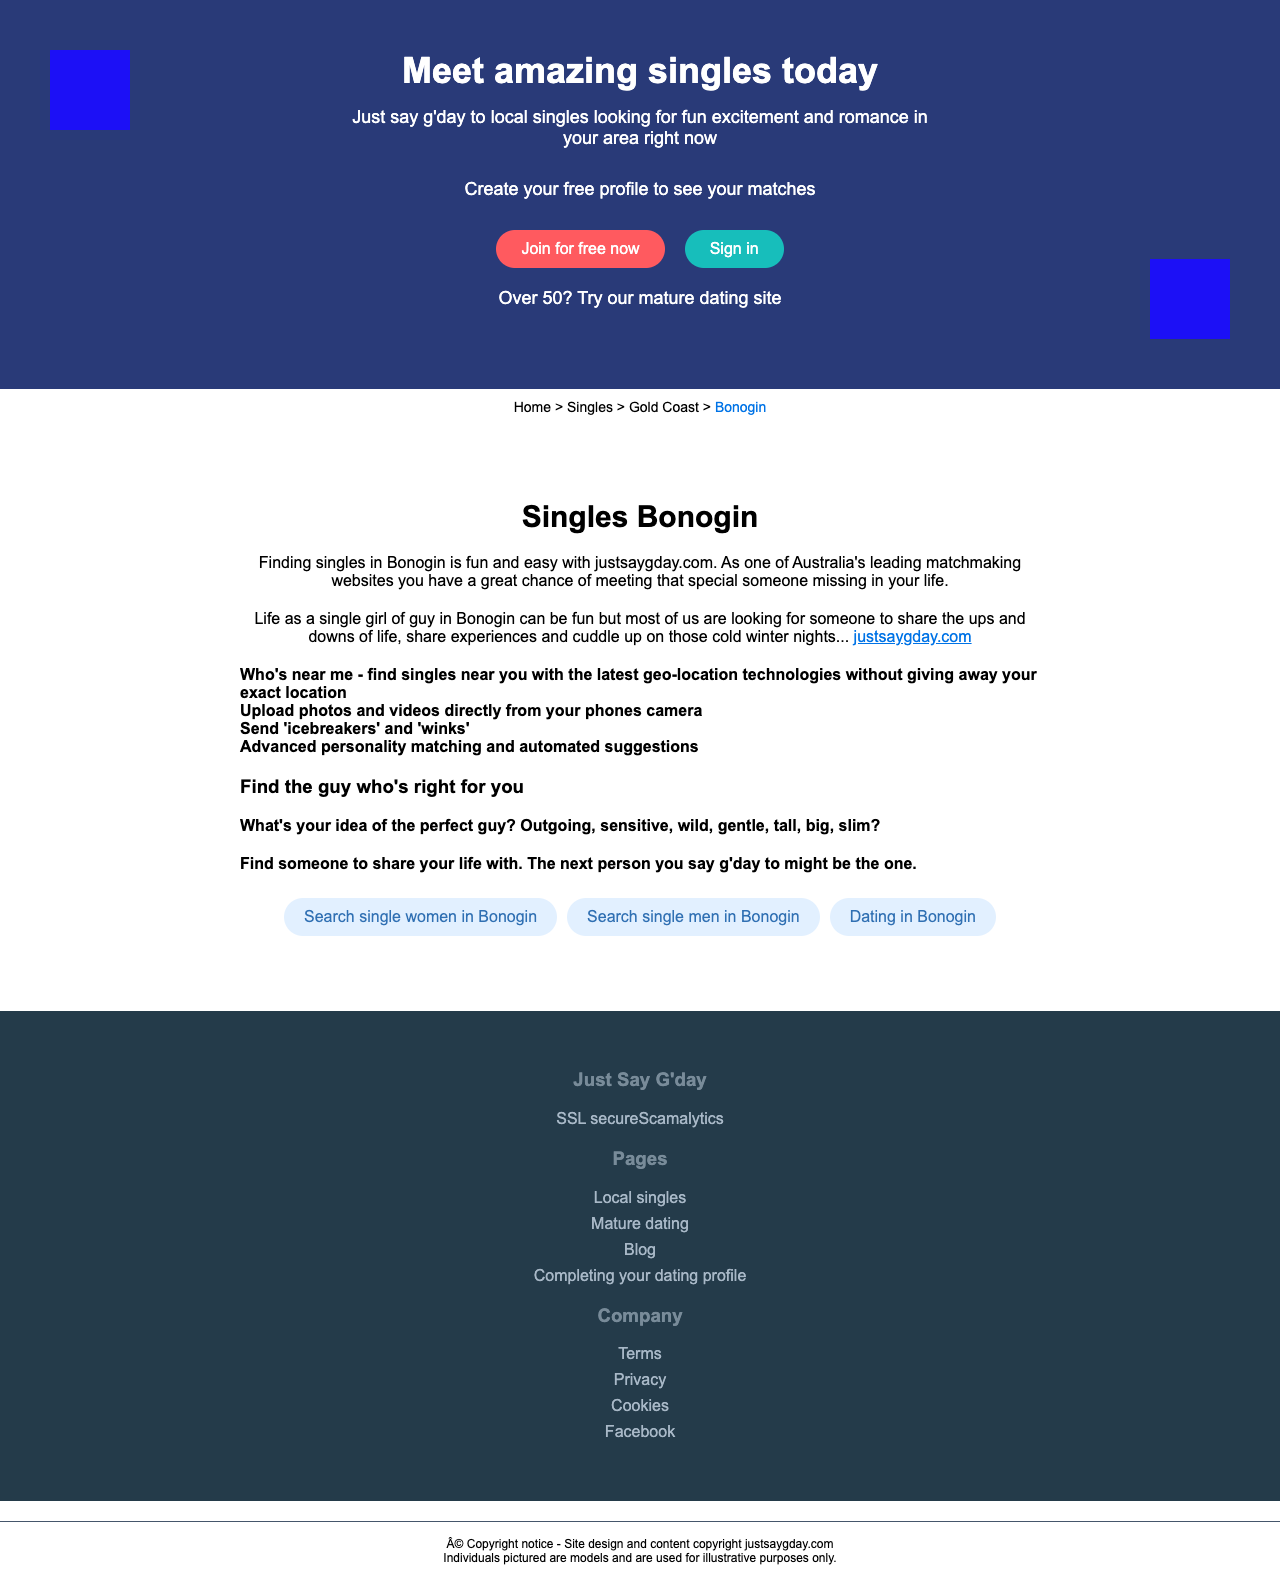 Meet amazing singles today
Just say g'day to local singles looking for fun excitement and romance in
your area right now
Create your free profile to see your matches
Join for free now
Sign in
Over 50? Try our mature dating site
Home > Singles > Gold Coast > Bonogin
Singles Bonogin
Finding singles in Bonogin is fun and easy with justsaygday.com. As one of Australia's leading matchmaking
websites you have a great chance of meeting that special someone missing in your life.
Life as a single girl of guy in Bonogin can be fun but most of us are looking for someone to share the ups and
downs of life, share experiences and cuddle up on those cold winter nights... justsaygday.com
Who's near me - find singles near you with the latest geo-location technologies without giving away your
exact location
Upload photos and videos directly from your phones camera
Send 'icebreakers' and 'winks'
Advanced personality matching and automated suggestions
Find the guy who's right for you
What's your idea of the perfect guy? Outgoing, sensitive, wild, gentle, tall, big, slim?
Find someone to share your life with. The next person you say g'day to might be the one.
Search single women in Bonogin
Search single men in Bonogin
Dating in Bonogin
Just Say G'day
SSL secureScamalytics
Pages
Local singles
Mature dating
Blog
Completing your dating profile
Company
Terms
Privacy
Cookies
Facebook
Â© Copyright notice - Site design and content copyright justsaygday.com
Individuals pictured are models and are used for illustrative purposes only.